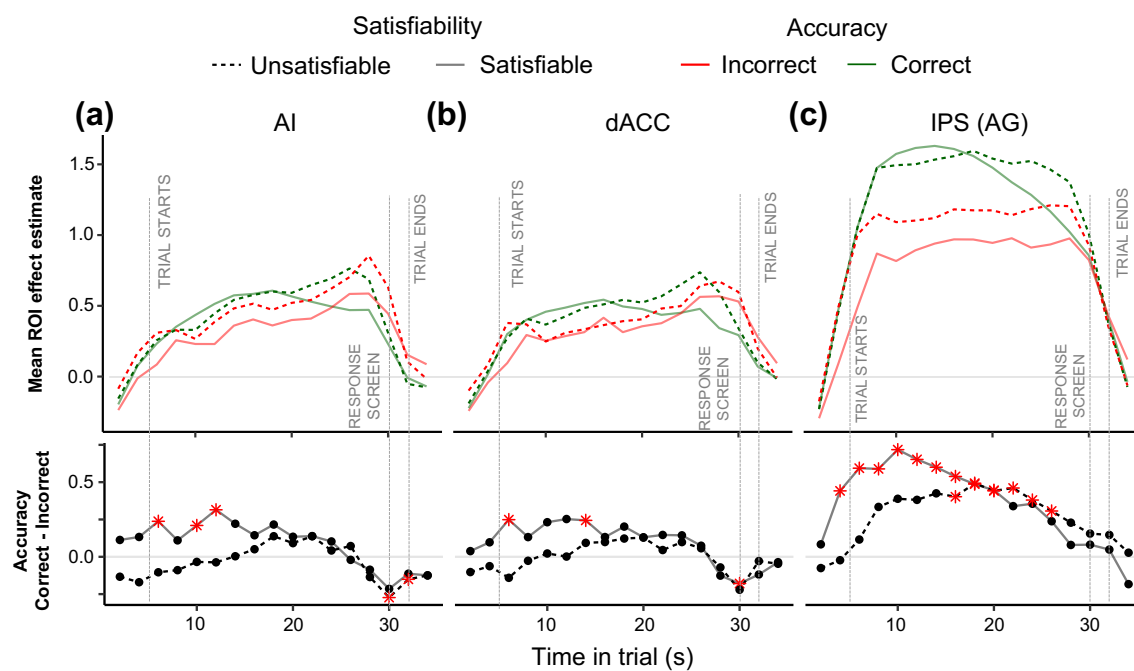 Satisfiability Accuracy
Unsatisfiable Satisfiable Incorrect Correct
(a) AI (b) dACC (c) IPS (AG)
Mean ROI effect estimate
1.5
1.0
0.5
0.0
TRIAL STARTS
RESPONSE
SCREEN
TRIAL ENDS
TRIAL STARTS
RESPONSE
SCREEN
TRIAL ENDS
TRIAL STARTS
RESPONSE
SCREEN
TRIAL ENDS
Accuracy
Correct - Incorrect
0.5
0.0
10 20 30 10 20 30 10 20 30
Time in trial (s)